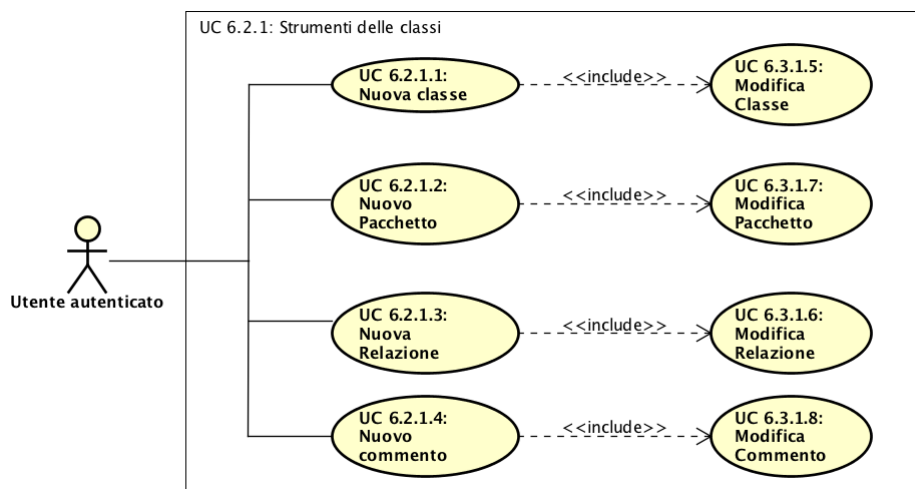 UC 6.2.1: Strumenti delle classi
UC 6.2.1.1:
Nuova classe
<<include>>
UC 6.3.1.5:
Modifica
Classe
UC 6.2.1.2:
Nuovo
Pacchetto
<<include>>
UC 6.3.1.7:
Modifica
Pacchetto
Utente autenticato
UC 6.2.1.3:
Nuova
Relazione
<<include>>
UC 6.3.1.6:
Modifica
Relazione
UC 6.2.1.4:
Nuovo
commento
<<include>>
UC 6.3.1.8:
Modifica
Commento